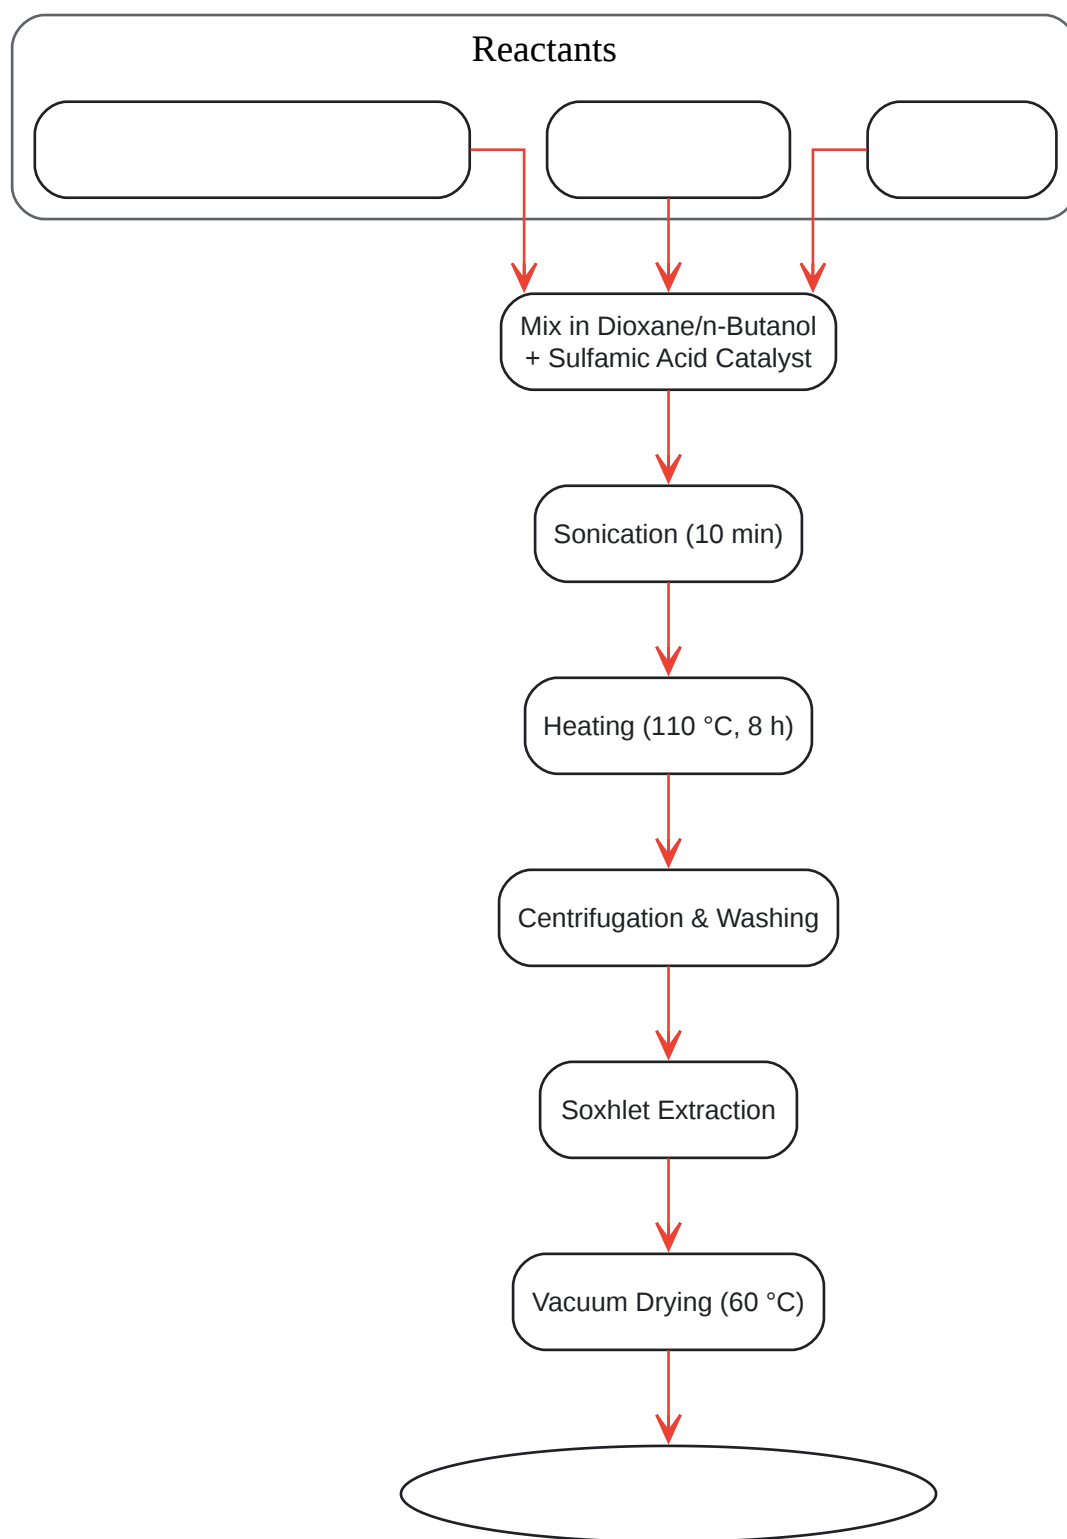 Reactants
Mix in Dioxane/n-Butanol
+ Sulfamic Acid Catalyst
Sonication (10 min)
Heating (110 °C, 8 h)
Centrifugation & Washing
Soxhlet Extraction
Vacuum Drying (60 °C)